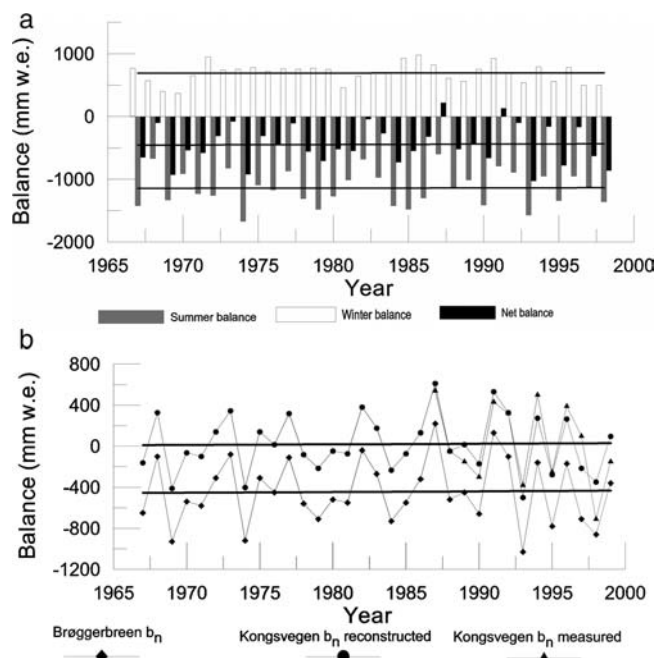 a
Balance (mm w.e.)
1000
0
-1000
-2000
1965 1970 1975 1980 1985 1990 1995 2000
Year
Summer balance Winter balance Net balance
b
Balance (mm w.e.)
800
400
0
-400
-800
-1200
1965 1970 1975 1980 1985 1990 1995 2000
Year
Brøggerbreen bn Kongsvegen bn reconstructed Kongsvegen bn measured